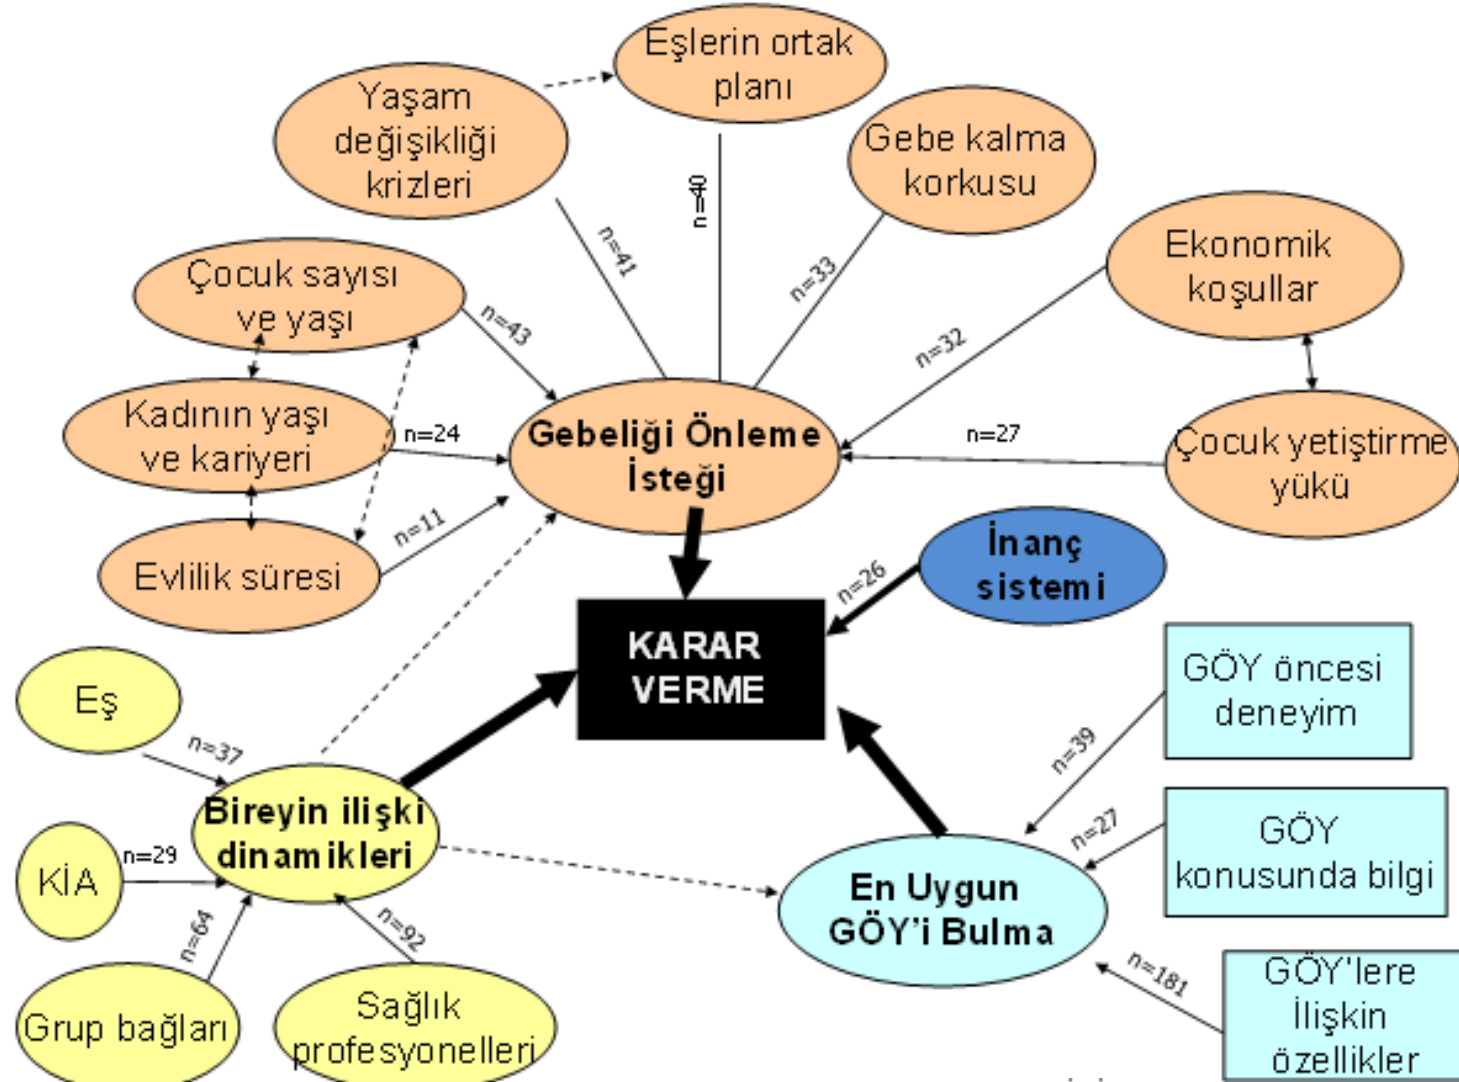 Eşlerin ortak
planı
Yaşam
değişikliği
krizleri
Gebe kalma
korkusu
n=40
n=41
n=33
Ekonomik
koşullar
Çocuk sayısı
ve yaşı
n=43
n=32
Kadının yaşı
ve kariyeri
n=24
Gebeliği Önleme
İsteği
n=27
Çocuk yetiştirme
yükü
Evlilik süresi
n=11
İnanç
sistemi
n=26
KARAR
VERME
GÖY öncesi
deneyim
n=39
Eş
n=37
Bireyin ilişki
dinamikleri
KİA
n=29
n=27
GÖY
konusunda bilgi
En Uygun
GÖY'i Bulma
n=64
n=92
n=181
Grup bağları
Sağlık
profesyonelleri
GÖY'lere
İlişkin
özellikler